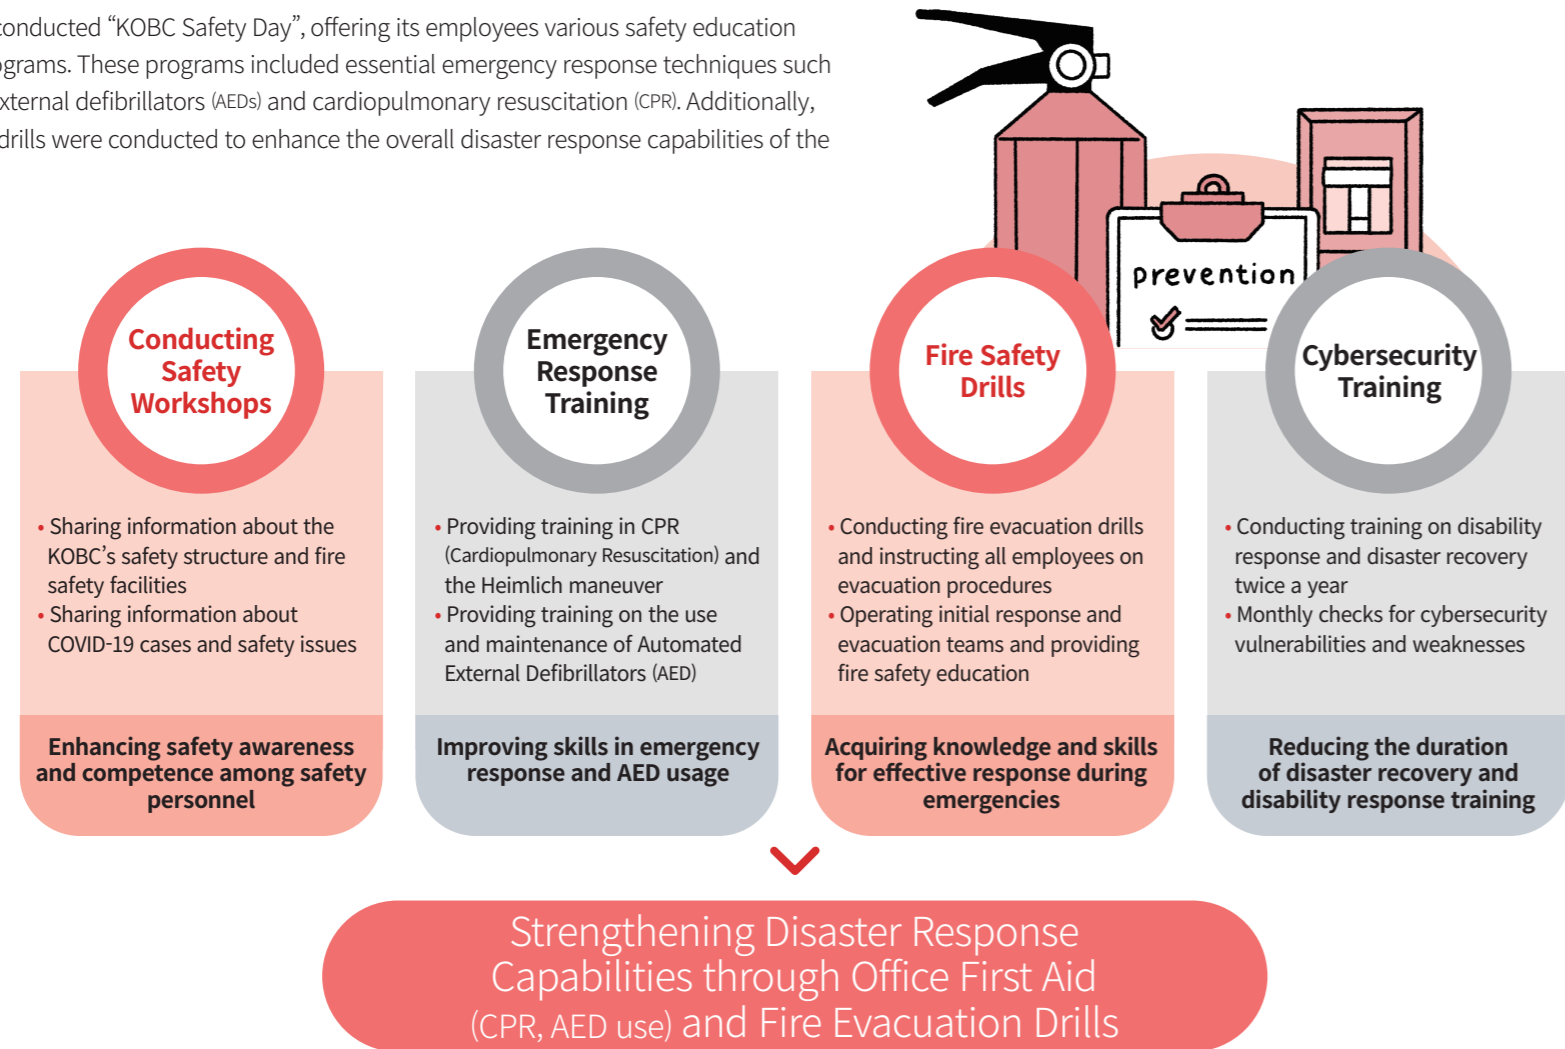 conducted “KOBC Safety Day”, offering its employees various safety education
ograms. These programs included essential emergency response techniques such
xternal defibrillators (AEDs) and cardiopulmonary resuscitation (CPR). Additionally,
drills were conducted to enhance the overall disaster response capabilities of the
prevention
Conducting
Safety
Workshops
• Sharing information about the
KOBC’s safety structure and fire
safety facilities
• Sharing information about
COVID-19 cases and safety issues
Enhancing safety awareness
and competence among safety
personnel
Emergency
Response
Training
• Providing training in CPR
(Cardiopulmonary Resuscitation) and
the Heimlich maneuver
• Providing training on the use
and maintenance of Automated
External Defibrillators (AED)
Improving skills in emergency
response and AED usage
Fire Safety
Drills
• Conducting fire evacuation drills
and instructing all employees on
evacuation procedures
• Operating initial response and
evacuation teams and providing
fire safety education
Acquiring knowledge and skills
for effective response during
emergencies
Cybersecurity
Training
• Conducting training on disability
response and disaster recovery
twice a year
• Monthly checks for cybersecurity
vulnerabilities and weaknesses
Reducing the duration
of disaster recovery and
disability response training
Strengthening Disaster Response
Capabilities through Office First Aid
(CPR, AED use) and Fire Evacuation Drills